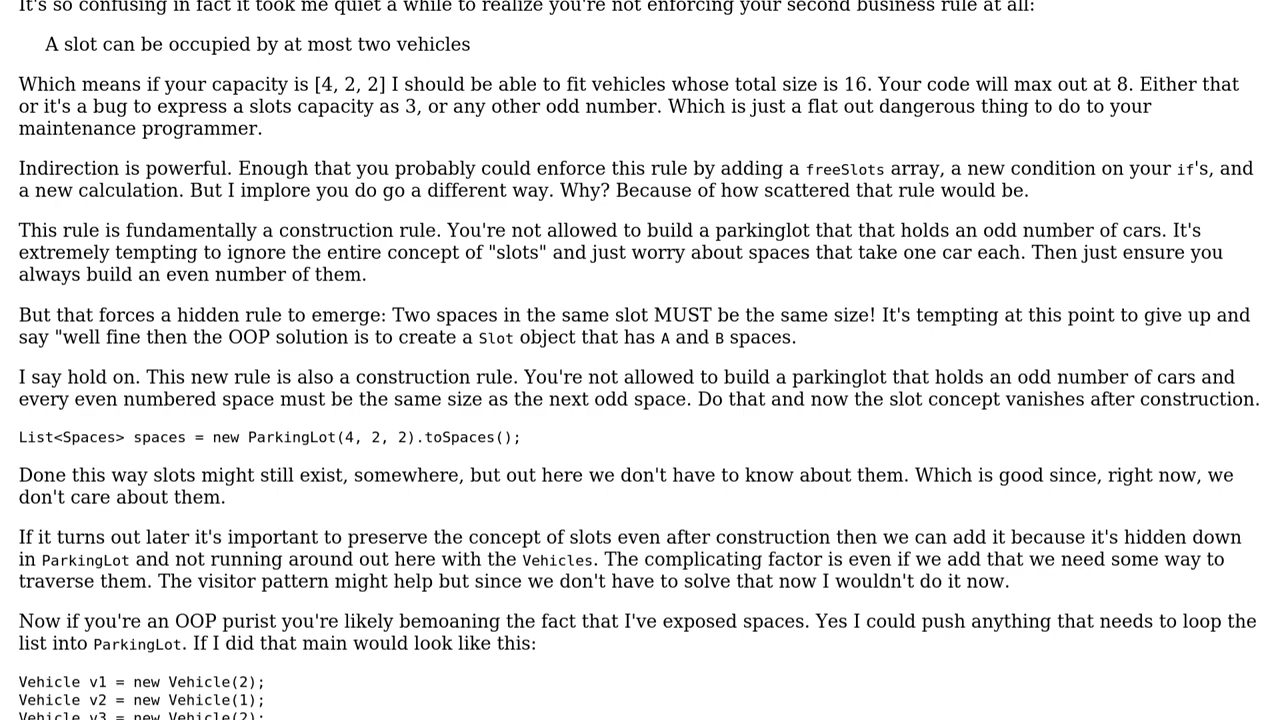 It's so confusing in fact it took me quiet a while to realize you're not enforcing your second business rule at all:
A slot can be occupied by at most two vehicles
Which means if your capacity is [4, 2, 2] I should be able to fit vehicles whose total size is 16. Your code will max out at 8. Either that
or it's a bug to express a slots capacity as 3, or any other odd number. Which is just a flat out dangerous thing to do to your
maintenance programmer.
Indirection is powerful. Enough that you probably could enforce this rule by adding a freeSlots array, a new condition on your if's, and
a new calculation. But I implore you do go a different way. Why? Because of how scattered that rule would be.
This rule is fundamentally a construction rule. You're not allowed to build a parkinglot that that holds an odd number of cars. It's
extremely tempting to ignore the entire concept of "slots" and just worry about spaces that take one car each. Then just ensure you
always build an even number of them.
But that forces a hidden rule to emerge: Two spaces in the same slot MUST be the same size! It's tempting at this point to give up and
say "well fine then the OOP solution is to create a Slot object that has A and B spaces.
I say hold on. This new rule is also a construction rule. You're not allowed to build a parkinglot that holds an odd number of cars and
every even numbered space must be the same size as the next odd space. Do that and now the slot concept vanishes after construction.
List<Spaces> spaces = new ParkingLot(4, 2, 2).toSpaces();
Done this way slots might still exist, somewhere, but out here we don't have to know about them. Which is good since, right now, we
don't care about them.
If it turns out later it's important to preserve the concept of slots even after construction then we can add it because it's hidden down
in ParkingLot and not running around out here with the Vehicles. The complicating factor is even if we add that we need some way to
traverse them. The visitor pattern might help but since we don't have to solve that now I wouldn't do it now.
Now if you're an OOP purist you're likely bemoaning the fact that I've exposed spaces. Yes I could push anything that needs to loop the
list into ParkingLot. If I did that main would look like this:
Vehicle v1 = new Vehicle(2);
Vehicle v2 = new Vehicle(1);
Vehicle v3 = new Vehicle(2);